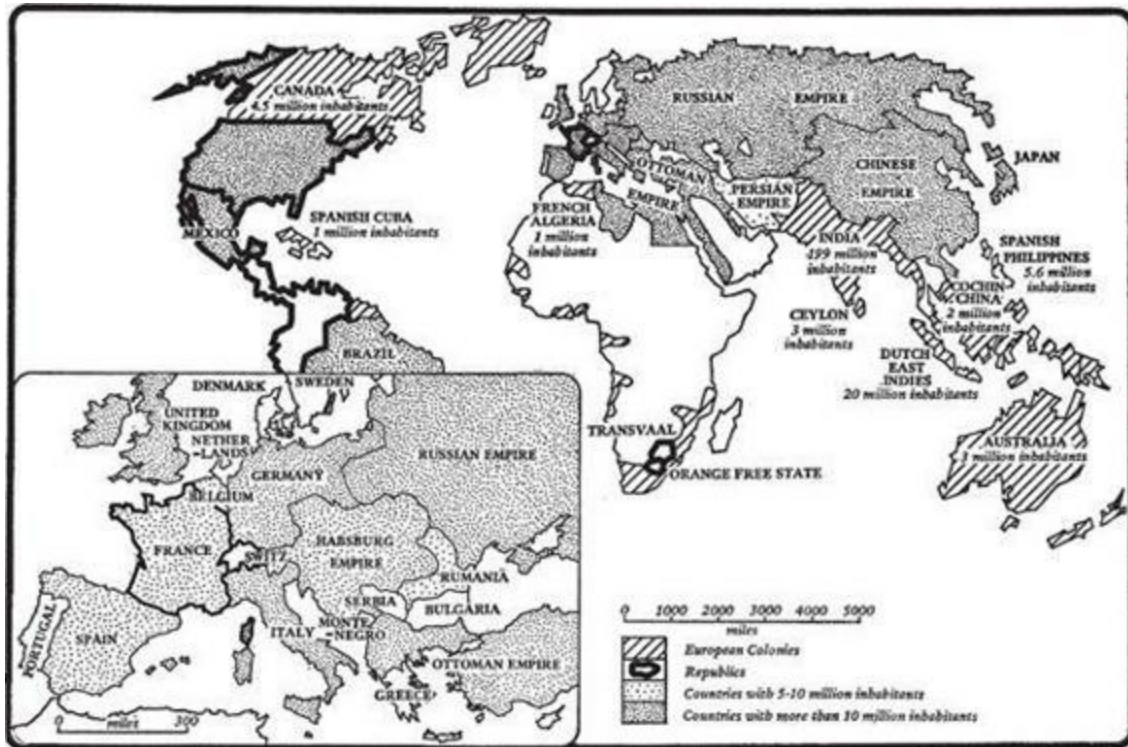 CANADA
4.5 million inhabitants
RUSSIAN EMPIRE
CHINESE
EMPIRE
JAPAN
OTTOMAN
EMPIRE
PERSIAN
EMPIRE
MEXICO
SPANISH CUBA
1 million inhabitants
FRENCH
ALGERIA
1 million
inhabitants
INDIA
199 million
inhabitants
SPANISH
PHILIPPINES
5.6 million
inhabitants
COCHIN
CHINA
2 million
inhabitants
CEYLON
3 million
inhabitants
DUTCH
EAST
INDIES
20 million inhabitants
BRAZIL
TRANSVAAL
ORANGE FREE STATE
AUSTRALIA
3 million inhabitants
DENMARK
SWEDEN
UNITED
KINGDOM
NETHER
-LANDS
BELGIUM
GERMANY
RUSSIAN EMPIRE
FRANCE
SWITZ
HABSBURG
EMPIRE
RUMANIA
SERBIA
BULGARIA
MONTE
-NEGRO
ITALY
PORTUGAL
SPAIN
OTTOMAN EMPIRE
GREECE
0 miles 300
0 1000 2000 3000 4000 5000
miles
European Colonies
Republics
Countries with 5-10 million inhabitants
Countries with more than 10 million inhabitants